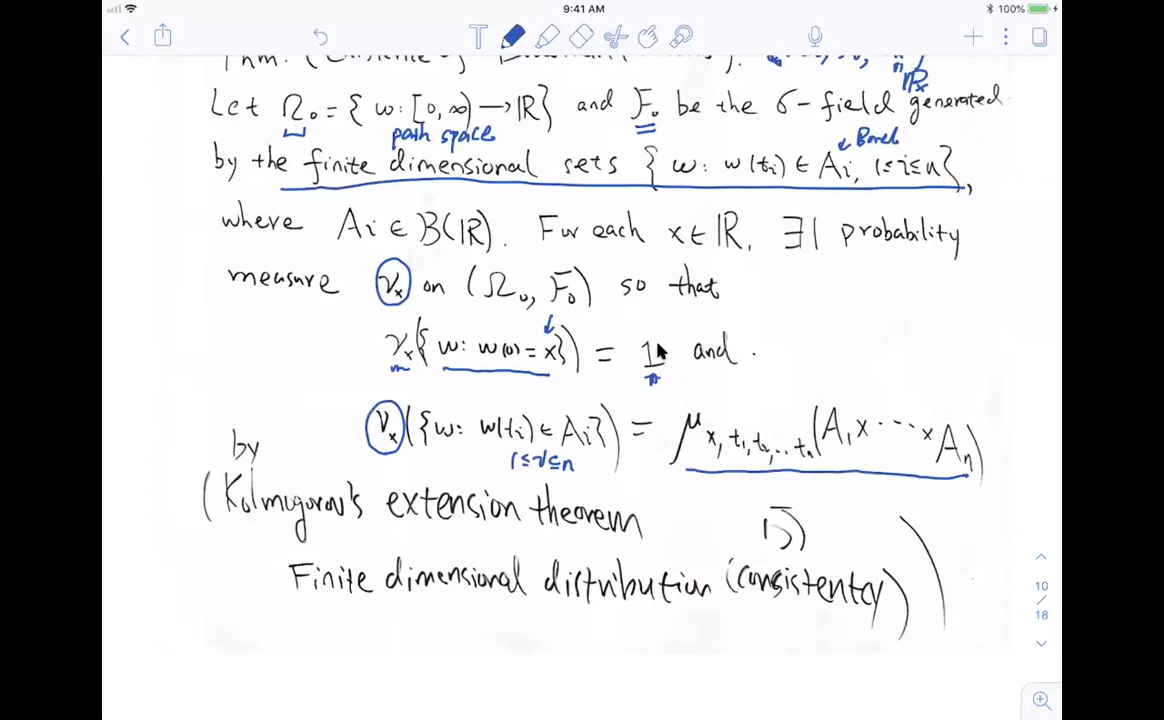 9:41 AM
100%
T
Let Ω₀ = { w: [0, ∞) → ℝ } and F₀ be the σ-field generated
path space
Borel
by the finite dimensional sets { w: w(tᵢ) ∈ Aᵢ, 1≤i≤n },
where Aᵢ ∈ B(ℝ). For each x ∈ ℝ, ∃| probability
measure νₓ on (Ω₀, F₀) so that
νₓ({ w: w(0) = x }) = 1 and
νₓ({w: w(tᵢ) ∈ Aᵢ}) = μ_{x, t₁, t₂, ... tₙ}(A₁ x ··· x Aₙ)
1≤i≤n
by
(Kolmogorov's extension theorem
Finite dimensional distribution (consistency)
10
/
18